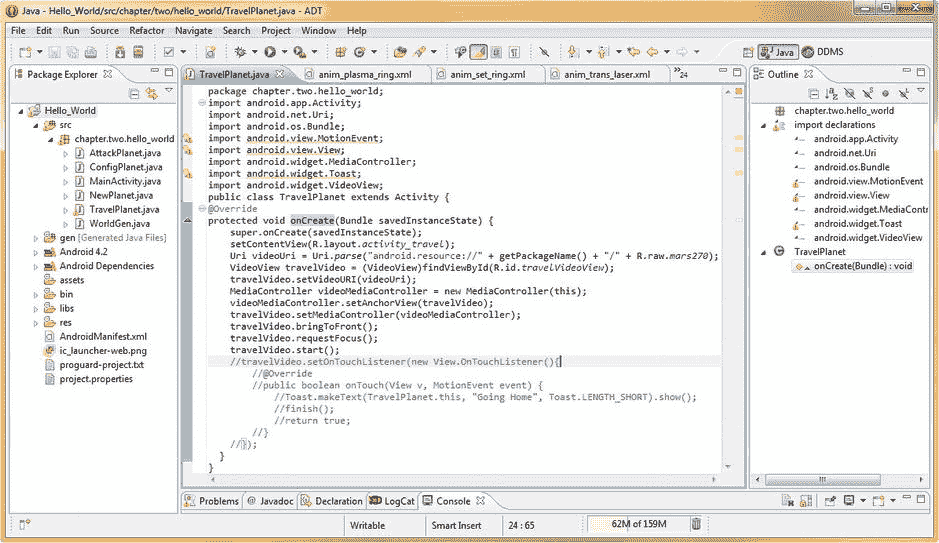 Java - Hello_World/src/chapter/two/hello_world/TravelPlanet.java - ADT
File Edit Run Source Refactor Navigate Search Project Window Help
Java DDMS
Package Explorer
Hello_World
src
chapter.two.hello_world
AttackPlanet.java
ConfigPlanet.java
MainActivity.java
NewPlanet.java
TravelPlanet.java
WorldGen.java
gen [Generated Java Files]
Android 4.2
Android Dependencies
assets
bin
libs
res
AndroidManifest.xml
ic_launcher-web.png
proguard-project.txt
project.properties
TravelPlanet.java anim_plasma_ring.xml anim_set_ring.xml anim_trans_laser.xml »24
package chapter.two.hello_world;
import android.app.Activity;
import android.net.Uri;
import android.os.Bundle;
import android.view.MotionEvent;
import android.view.View;
import android.widget.MediaController;
import android.widget.Toast;
import android.widget.VideoView;
public class TravelPlanet extends Activity {
@Override
protected void onCreate(Bundle savedInstanceState) {
super.onCreate(savedInstanceState);
setContentView(R.layout.activity_travel);
Uri videoUri = Uri.parse("android.resource://" + getPackageName() + "/" + R.raw.mars270);
VideoView travelVideo = (VideoView)findViewById(R.id.travelVideoView);
travelVideo.setVideoURI(videoUri);
MediaController videoMediaController = new MediaController(this);
videoMediaController.setAnchorView(travelVideo);
travelVideo.setMediaController(videoMediaController);
travelVideo.bringToFront();
travelVideo.requestFocus();
travelVideo.start();
//travelVideo.setOnTouchListener(new View.OnTouchListener(){
//@Override
//public boolean onTouch(View v, MotionEvent event) {
//Toast.makeText(TravelPlanet.this, "Going Home", Toast.LENGTH_SHORT).show();
//finish();
//return true;
//}
//});
}
}
Outline
chapter.two.hello_world
import declarations
android.app.Activity
android.net.Uri
android.os.Bundle
android.view.MotionEvent
android.view.View
android.widget.MediaContr
android.widget.Toast
android.widget.VideoView
TravelPlanet
onCreate(Bundle) : void
Problems @ Javadoc Declaration LogCat Console
Writable Smart Insert 24 : 65 62M of 159M